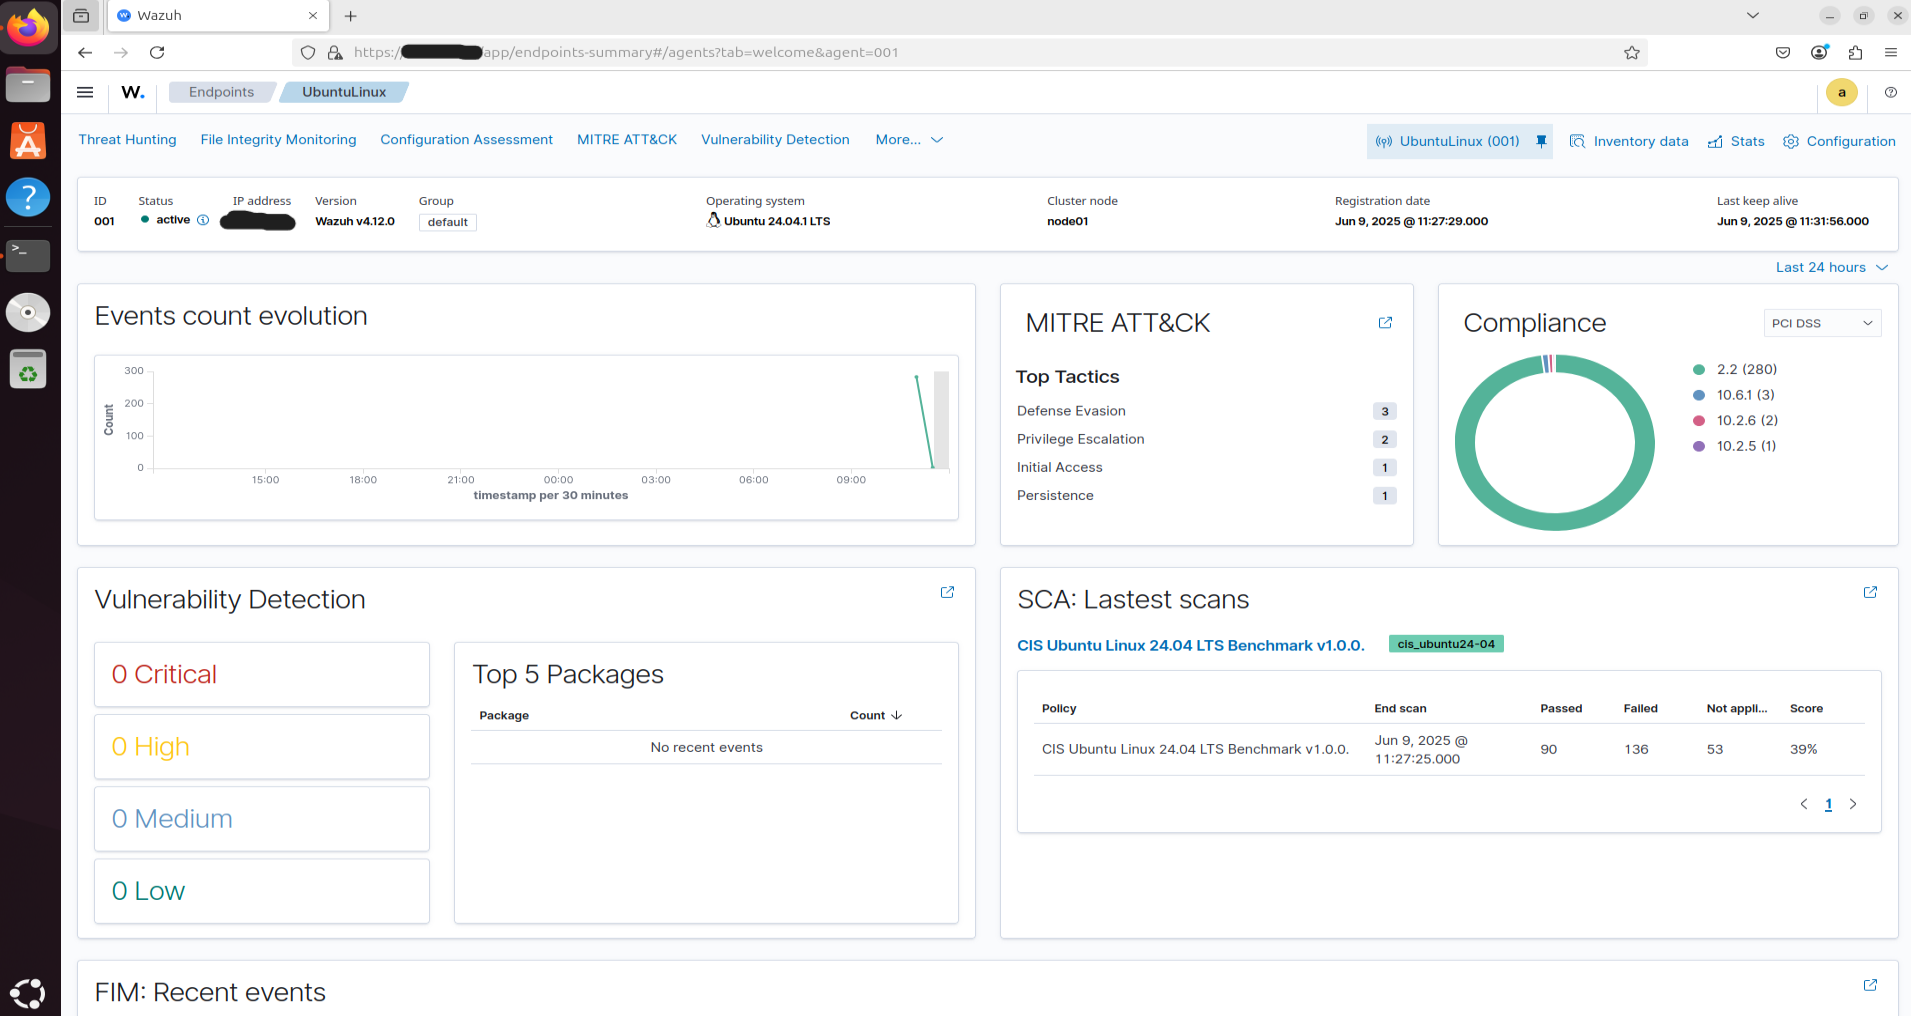 Wazuh
https:/ /app/endpoints-summary#/agents?tab=welcome&agent=001
W. Endpoints UbuntuLinux a
Threat Hunting File Integrity Monitoring Configuration Assessment MITRE ATT&CK Vulnerability Detection More... UbuntuLinux (001) Inventory data Stats Configuration
ID Status IP address Version Group Operating system Cluster node Registration date Last keep alive
001 active Wazuh v4.12.0 default Ubuntu 24.04.1 LTS node01 Jun 9, 2025 @ 11:27:29.000 Jun 9, 2025 @ 11:31:56.000
Last 24 hours
Events count evolution
300
200
100
0
Count
15:00 18:00 21:00 00:00 03:00 06:00 09:00
timestamp per 30 minutes
MITRE ATT&CK
Top Tactics
Defense Evasion 3
Privilege Escalation 2
Initial Access 1
Persistence 1
Compliance PCI DSS
2.2 (280)
10.6.1 (3)
10.2.6 (2)
10.2.5 (1)
Vulnerability Detection
0 Critical
0 High
0 Medium
0 Low
Top 5 Packages
Package Count
No recent events
SCA: Lastest scans
CIS Ubuntu Linux 24.04 LTS Benchmark v1.0.0. cis_ubuntu24-04
Policy End scan Passed Failed Not appli... Score
CIS Ubuntu Linux 24.04 LTS Benchmark v1.0.0. Jun 9, 2025 @ 11:27:25.000 90 136 53 39%
1
FIM: Recent events